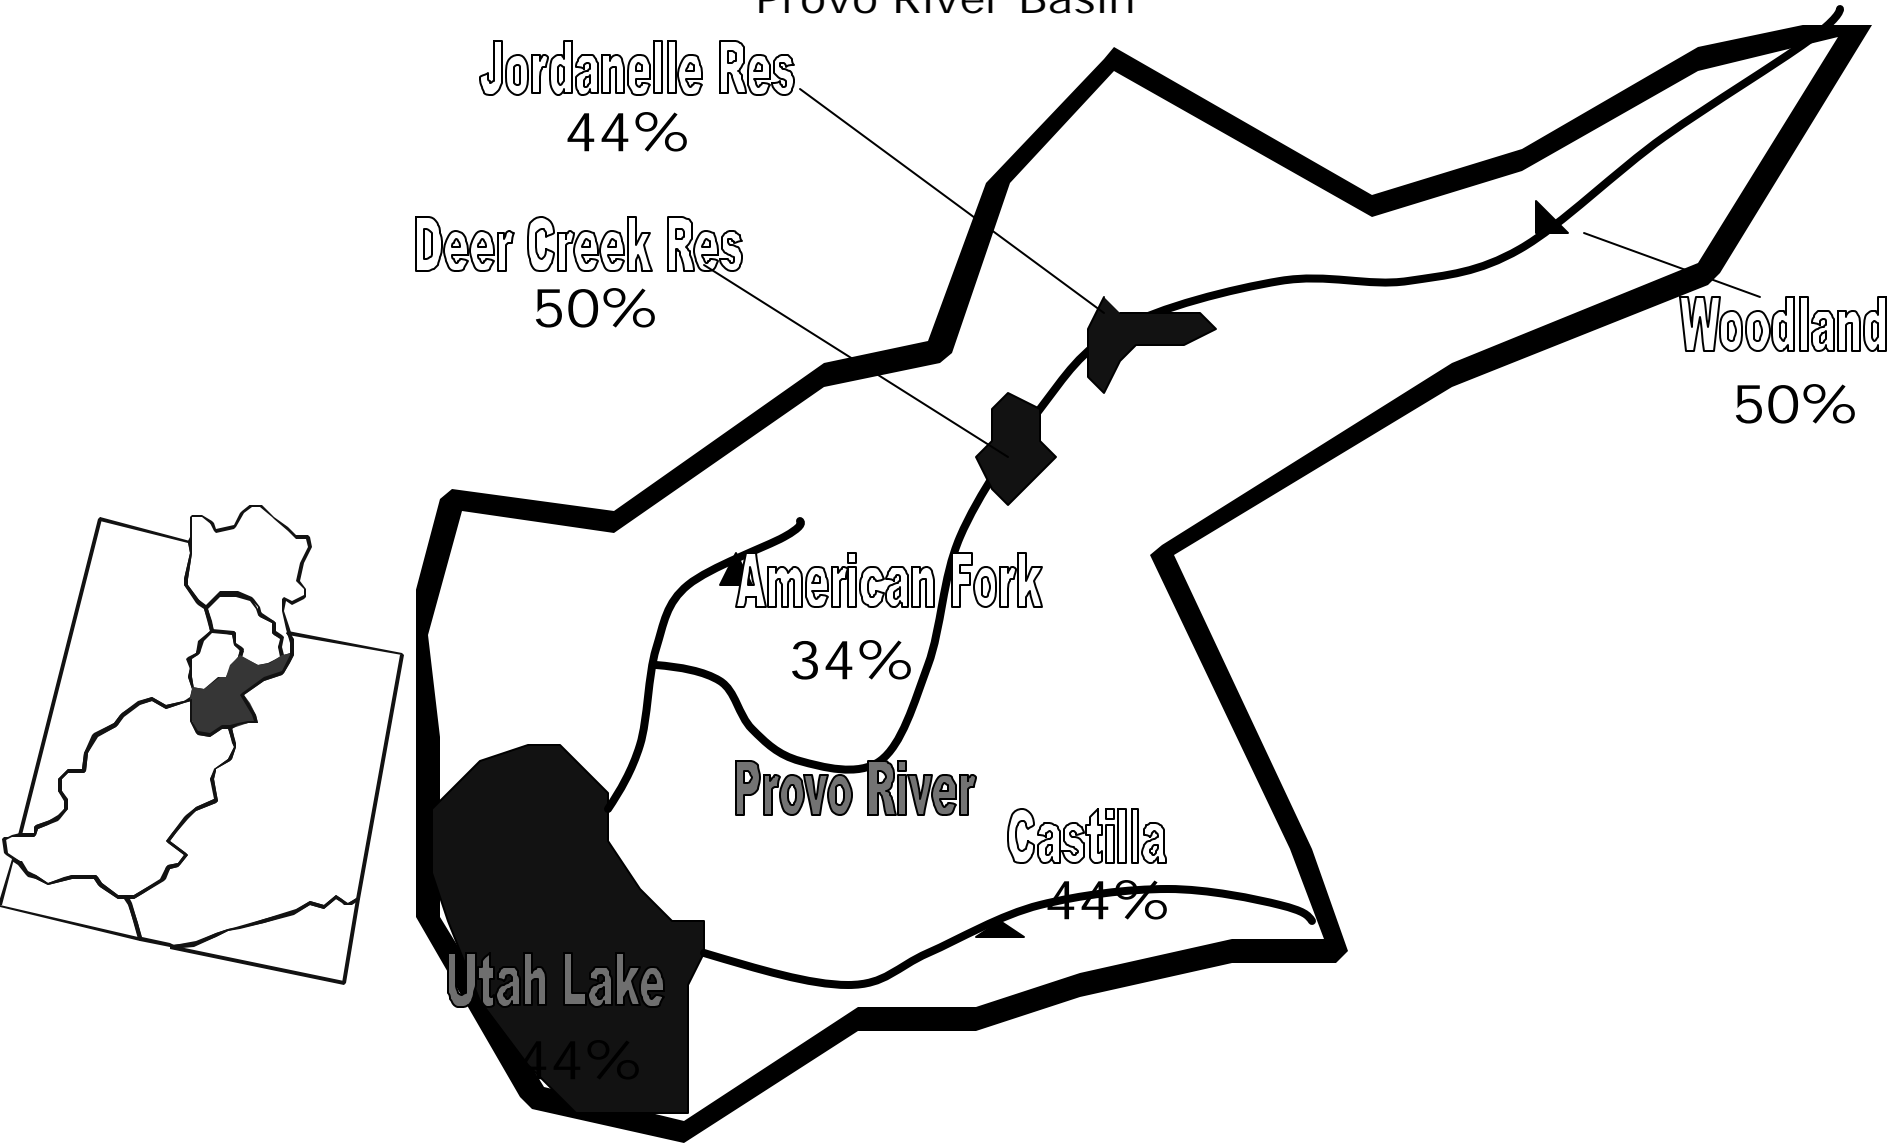 Provo River Basin
Jordanelle Res
44%
Deer Creek Res
50%
Woodland
50%
American Fork
34%
Provo River
Castilla
44%
Utah Lake
44%